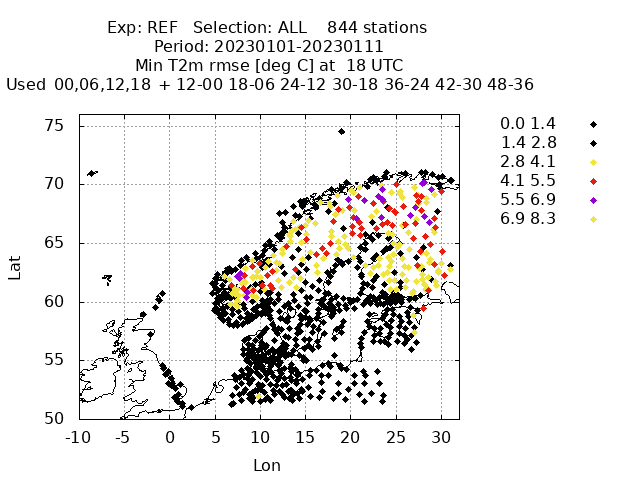 Exp: REF   Selection: ALL    844 stations
Period: 20230101-20230111
Min T2m rmse [deg C] at  18 UTC
Used  00,06,12,18  + 12-00 18-06 24-12  30-18  36-24  42-30  48-36
75
70
65
60
55
50
Lat
-10 -5 0 5 10 15 20 25 30
Lon
0.0 1.4
1.4 2.8
2.8 4.1
4.1 5.5
5.5 6.9
6.9 8.3